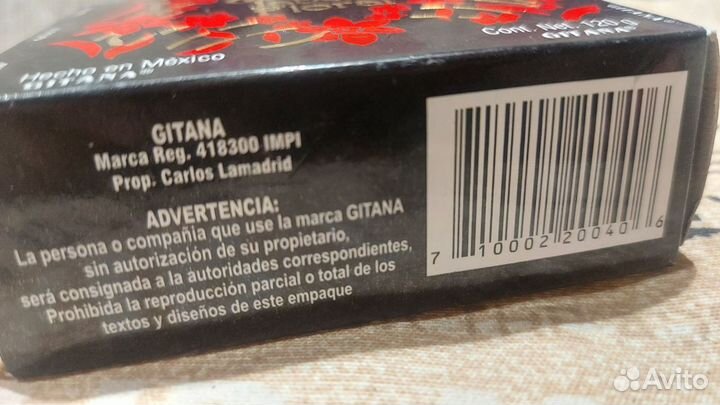 Hecho en México
GITANA
Cont.
120 g
GITANA®
GITANA
Marca Reg. 418300 IMPI
Prop. Carlos Lamadrid
ADVERTENCIA:
La persona o compañia que use la marca GITANA
sin autorización de su propietario,
será consignada a la autoridades correspondientes,
Prohibida la reproducción parcial o total de los
textos y diseños de este empaque
7 10002 20040 6
Avito